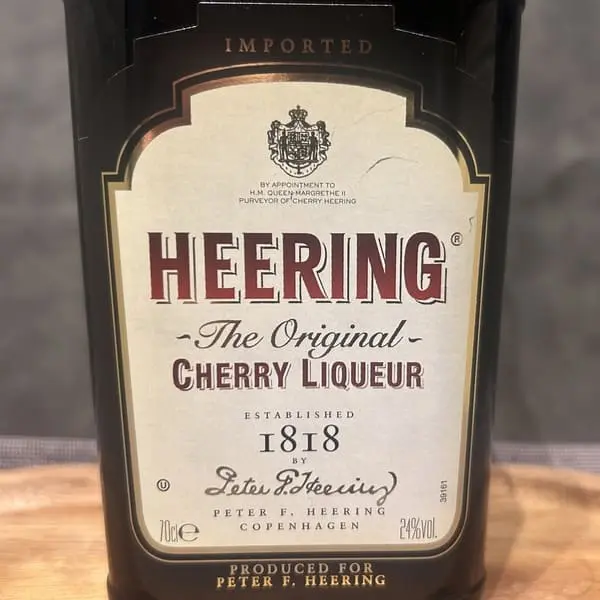 IMPORTED
BY APPOINTMENT TO
H.M. QUEEN MARGRETHE II
PURVEYOR OF CHERRY HEERING
HEERING®
~The Original~
CHERRY LIQUEUR
ESTABLISHED
1818
BY
Peter F. Heering
PETER F. HEERING
COPENHAGEN
U
70cl e
24%vol.
39161
PRODUCED FOR
PETER F. HEERING